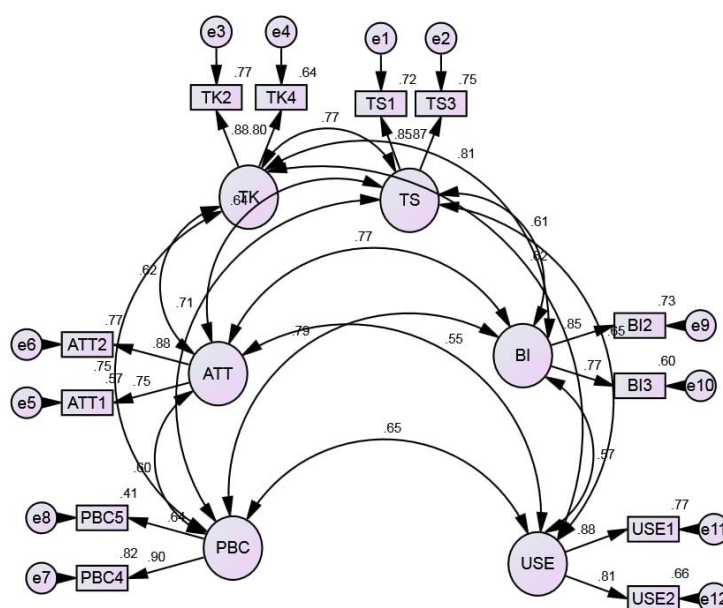 e3 e4 e1 e2
.77 .64 .72 .75
TK2 TK4 TS1 TS3
.88 .80 .77 .85 .87 .81
TK .64 TS
.61
.62 .77 .62
.71
.77 .79 .55 .85 .65 .73
e6 ATT2 .88 BI2 e9
ATT BI
.75 .57 .75 .77 .60
e5 ATT1 BI3 e10
.60 .65 .57
.41 .64 .77
e8 PBC5 .88 USE1 e11
PBC USE
.82 .90 .81 .66
e7 PBC4 USE2 e12